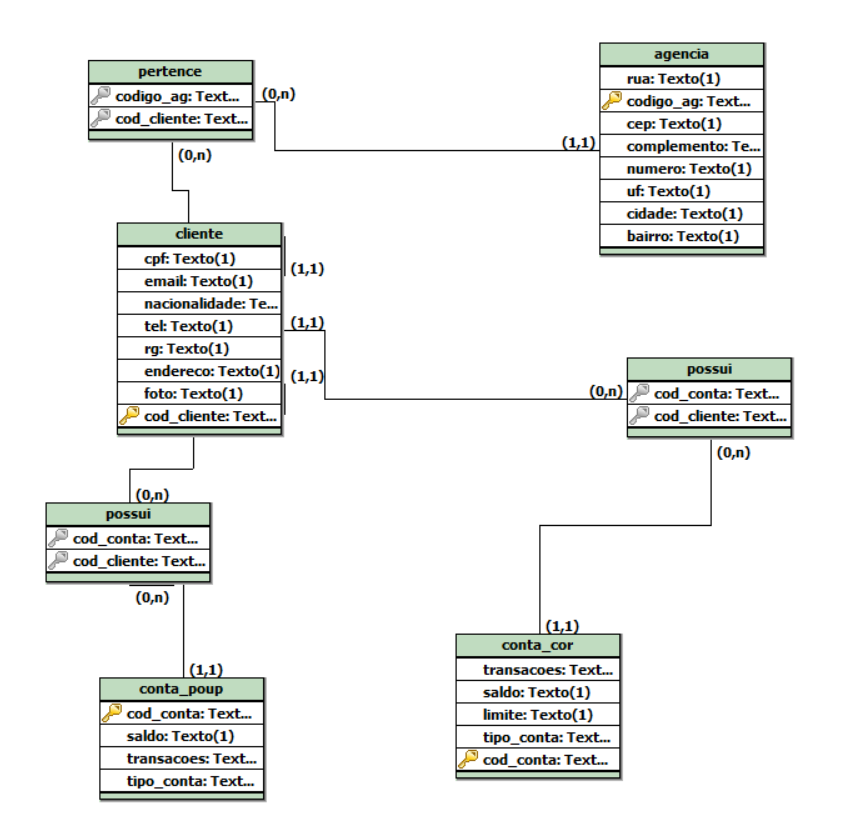 pertence
codigo_ag: Text...
cod_cliente: Text...
(0,n)
(0,n)
agencia
rua: Texto(1)
codigo_ag: Text...
cep: Texto(1)
complemento: Te...
numero: Texto(1)
uf: Texto(1)
cidade: Texto(1)
bairro: Texto(1)
(1,1)
cliente
cpf: Texto(1)
email: Texto(1)
nacionalidade: Te...
tel: Texto(1)
rg: Texto(1)
endereco: Texto(1)
foto: Texto(1)
cod_cliente: Text...
(1,1)
(1,1)
(1,1)
possui
cod_conta: Text...
cod_cliente: Text...
(0,n)
(0,n)
(0,n)
possui
cod_conta: Text...
cod_cliente: Text...
(0,n)
(1,1)
conta_poup
cod_conta: Text...
saldo: Texto(1)
transacoes: Text...
tipo_conta: Text...
(1,1)
conta_cor
transacoes: Text...
saldo: Texto(1)
limite: Texto(1)
tipo_conta: Text...
cod_conta: Text...